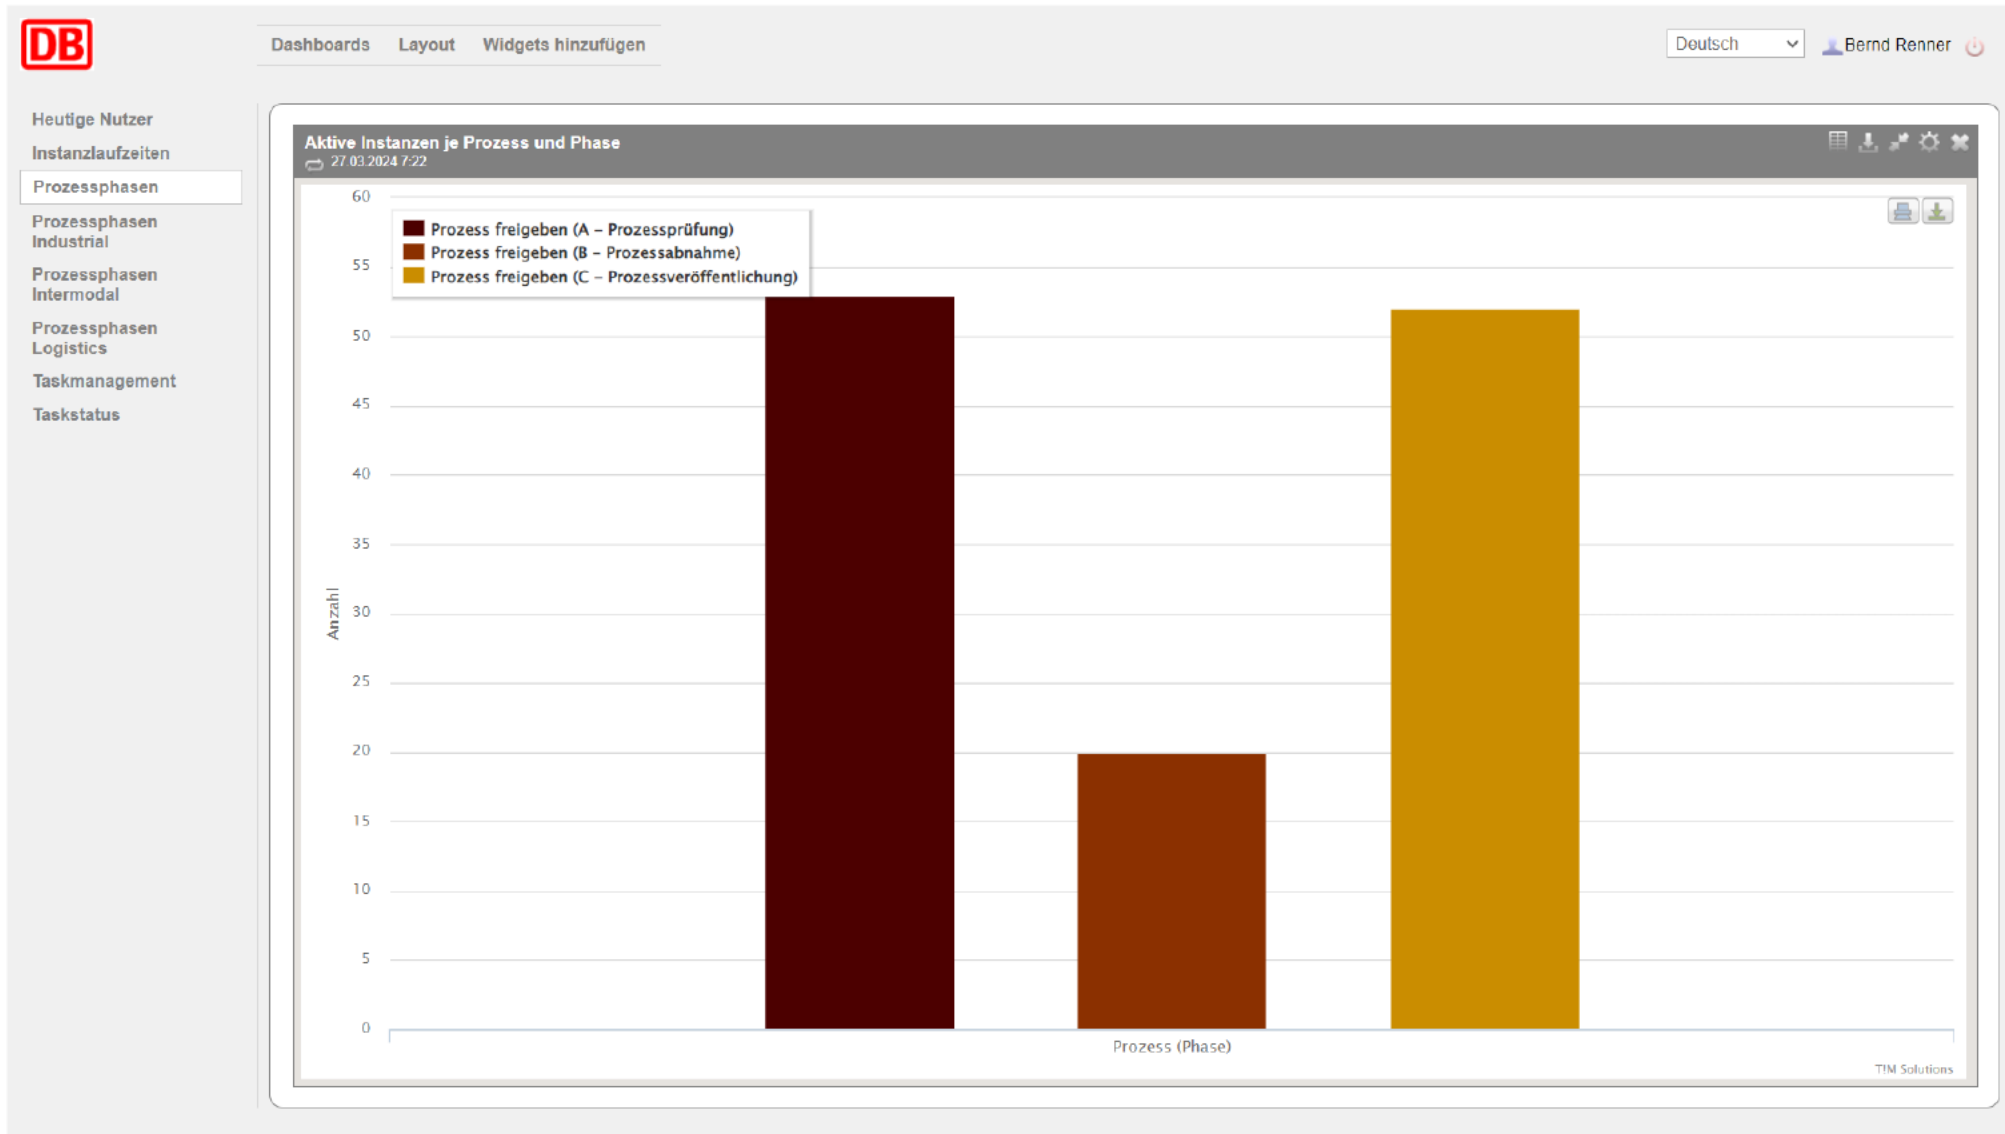 DB
Dashboards Layout Widgets hinzufügen
Deutsch
Bernd Renner
Heutige Nutzer
Instanzlaufzeiten
Prozessphasen
Prozessphasen
Industrial
Prozessphasen
Intermodal
Prozessphasen
Logistics
Taskmanagement
Taskstatus
Aktive Instanzen je Prozess und Phase
27.03.2024 7:22
Prozess freigeben (A – Prozessprüfung)
Prozess freigeben (B – Prozessabnahme)
Prozess freigeben (C – Prozessveröffentlichung)
60
55
50
45
40
35
30
25
20
15
10
5
0
Anzahl
Prozess (Phase)
T!M Solutions